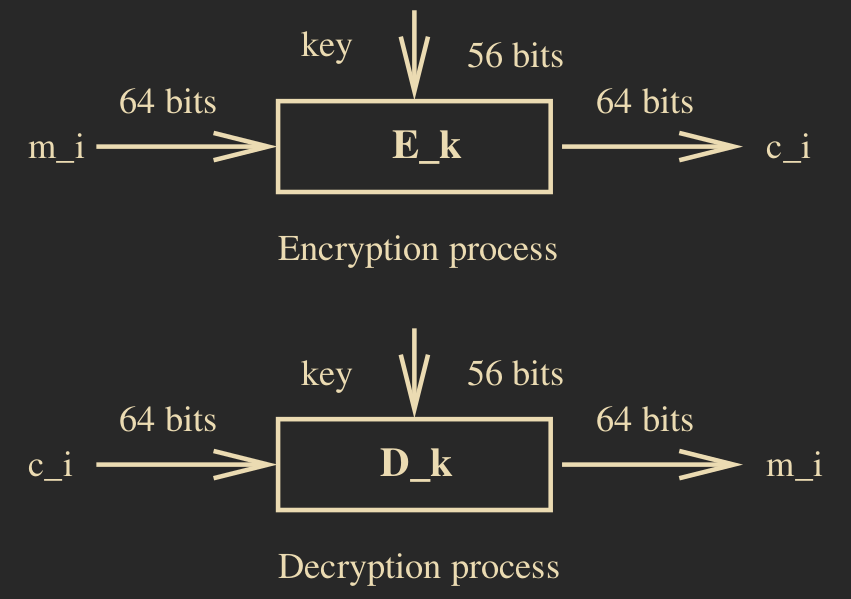 key 56 bits
64 bits 64 bits
m_i E_k c_i
Encryption process
key 56 bits
64 bits 64 bits
c_i D_k m_i
Decryption process